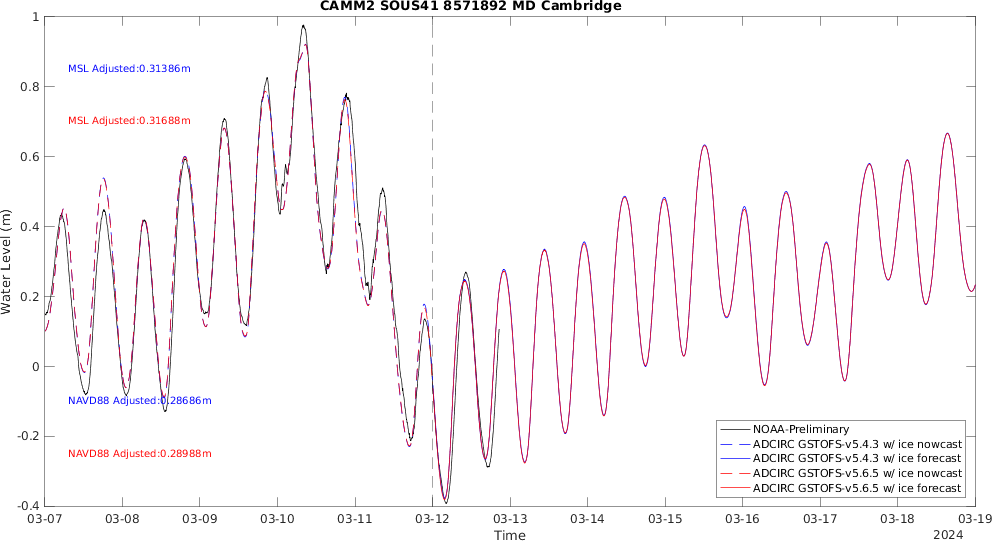 CAMM2 SOUS41 8571892 MD Cambridge
1
0.8
0.6
0.4
0.2
0
-0.2
-0.4
Water Level (m)
MSL Adjusted:0.31386m
MSL Adjusted:0.31688m
NAVD88 Adjusted:0.28686m
NAVD88 Adjusted:0.28988m
NOAA-Preliminary
ADCIRC GSTOFS-v5.4.3 w/ ice nowcast
ADCIRC GSTOFS-v5.4.3 w/ ice forecast
ADCIRC GSTOFS-v5.6.5 w/ ice nowcast
ADCIRC GSTOFS-v5.6.5 w/ ice forecast
03-07 03-08 03-09 03-10 03-11 03-12 03-13 03-14 03-15 03-16 03-17 03-18 03-19
Time
2024